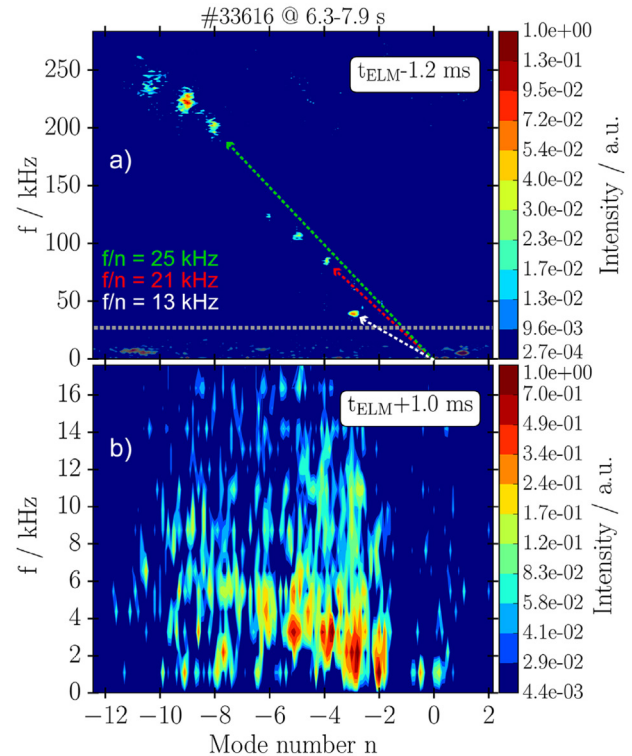 #33616 @ 6.3-7.9 s
t_ELM-1.2 ms
a)
f/n = 25 kHz
f/n = 21 kHz
f/n = 13 kHz
f / kHz
250
200
150
100
50
0
1.0e+00
1.3e-01
9.5e-02
7.2e-02
5.4e-02
4.1e-02
3.0e-02
2.3e-02
1.7e-02
1.3e-02
9.6e-03
2.7e-04
Intensity / a.u.
t_ELM+1.0 ms
b)
f / kHz
16
14
12
10
8
6
4
2
0
1.0e+00
7.0e-01
4.9e-01
3.4e-01
2.4e-01
1.7e-01
1.2e-01
8.3e-02
5.8e-02
4.1e-02
2.9e-02
4.4e-03
Intensity / a.u.
−12 −10 −8 −6 −4 −2 0 2
Mode number n